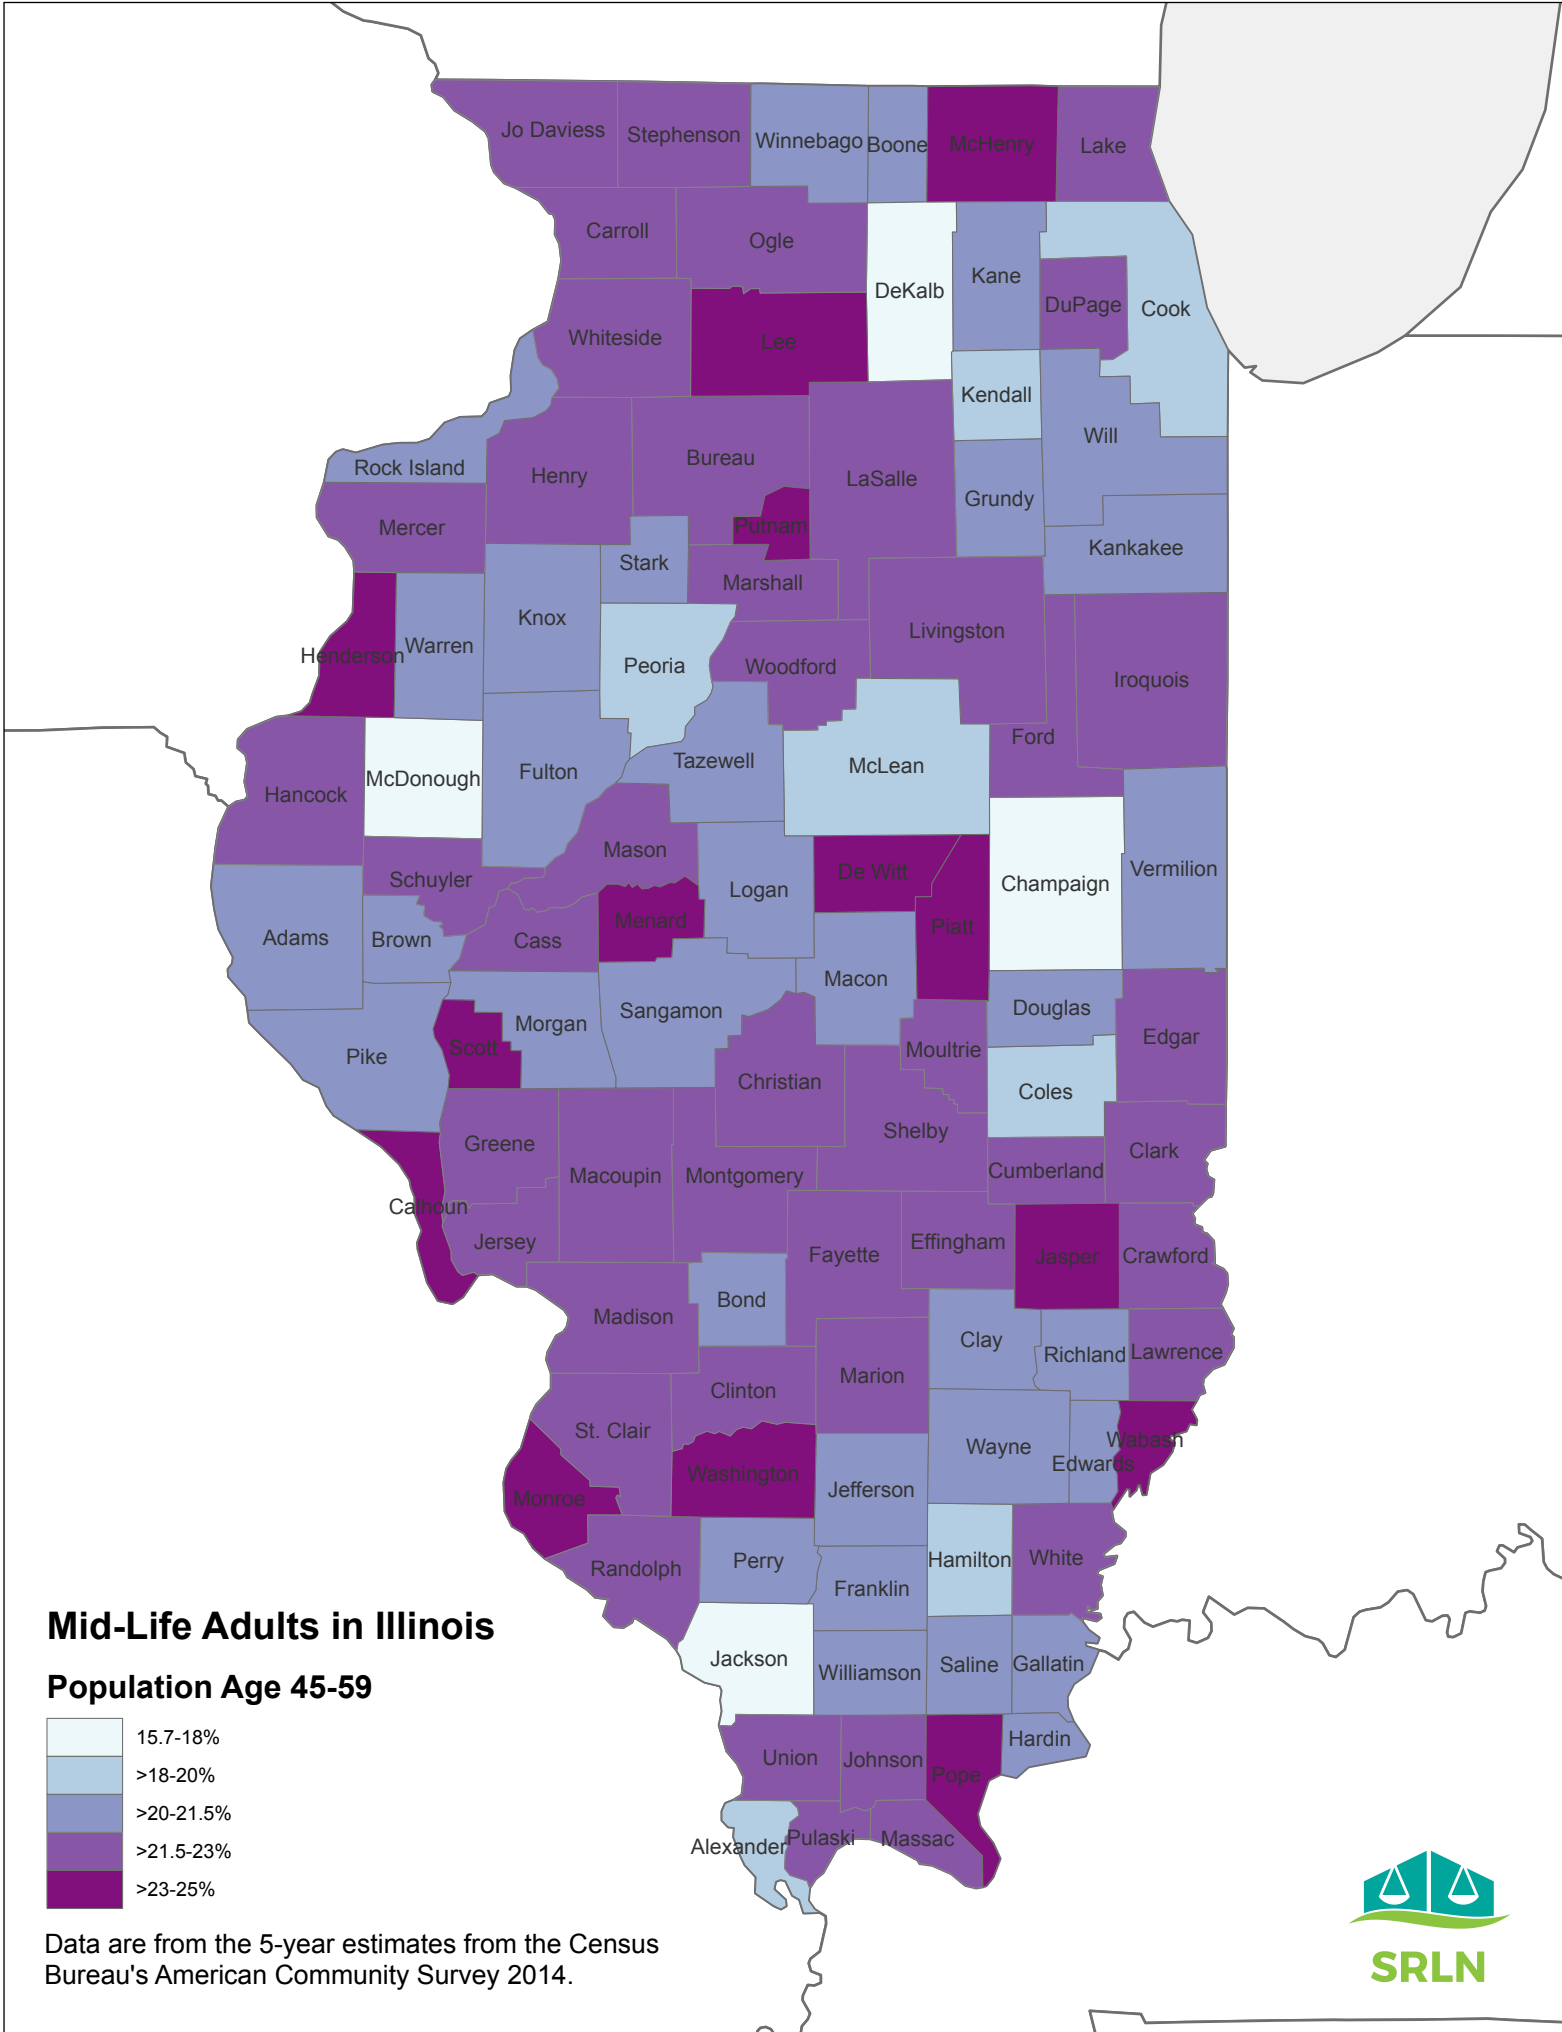 Jo Daviess
Stephenson
Winnebago
Boone
McHenry
Lake
Carroll
Ogle
DeKalb
Kane
DuPage
Cook
Whiteside
Lee
Kendall
Will
Rock Island
Henry
Bureau
LaSalle
Grundy
Mercer
Putnam
Kankakee
Stark
Marshall
Knox
Livingston
Henderson
Warren
Peoria
Woodford
Iroquois
Ford
McDonough
Fulton
Tazewell
McLean
Hancock
Mason
Schuyler
Logan
De Witt
Champaign
Vermilion
Adams
Brown
Cass
Menard
Piatt
Macon
Douglas
Pike
Scott
Morgan
Sangamon
Moultrie
Edgar
Christian
Coles
Greene
Shelby
Macoupin
Montgomery
Cumberland
Clark
Calhoun
Jersey
Fayette
Effingham
Jasper
Crawford
Madison
Bond
Clay
Richland
Lawrence
Clinton
Marion
St. Clair
Wayne
Edwards
Wabash
Monroe
Washington
Jefferson
Randolph
Perry
Franklin
Hamilton
White
Jackson
Williamson
Saline
Gallatin
Union
Johnson
Pope
Hardin
Alexander
Pulaski
Massac
Mid-Life Adults in Illinois
Population Age 45-59
15.7-18%
>18-20%
>20-21.5%
>21.5-23%
>23-25%
Data are from the 5-year estimates from the Census
Bureau's American Community Survey 2014.
SRLN